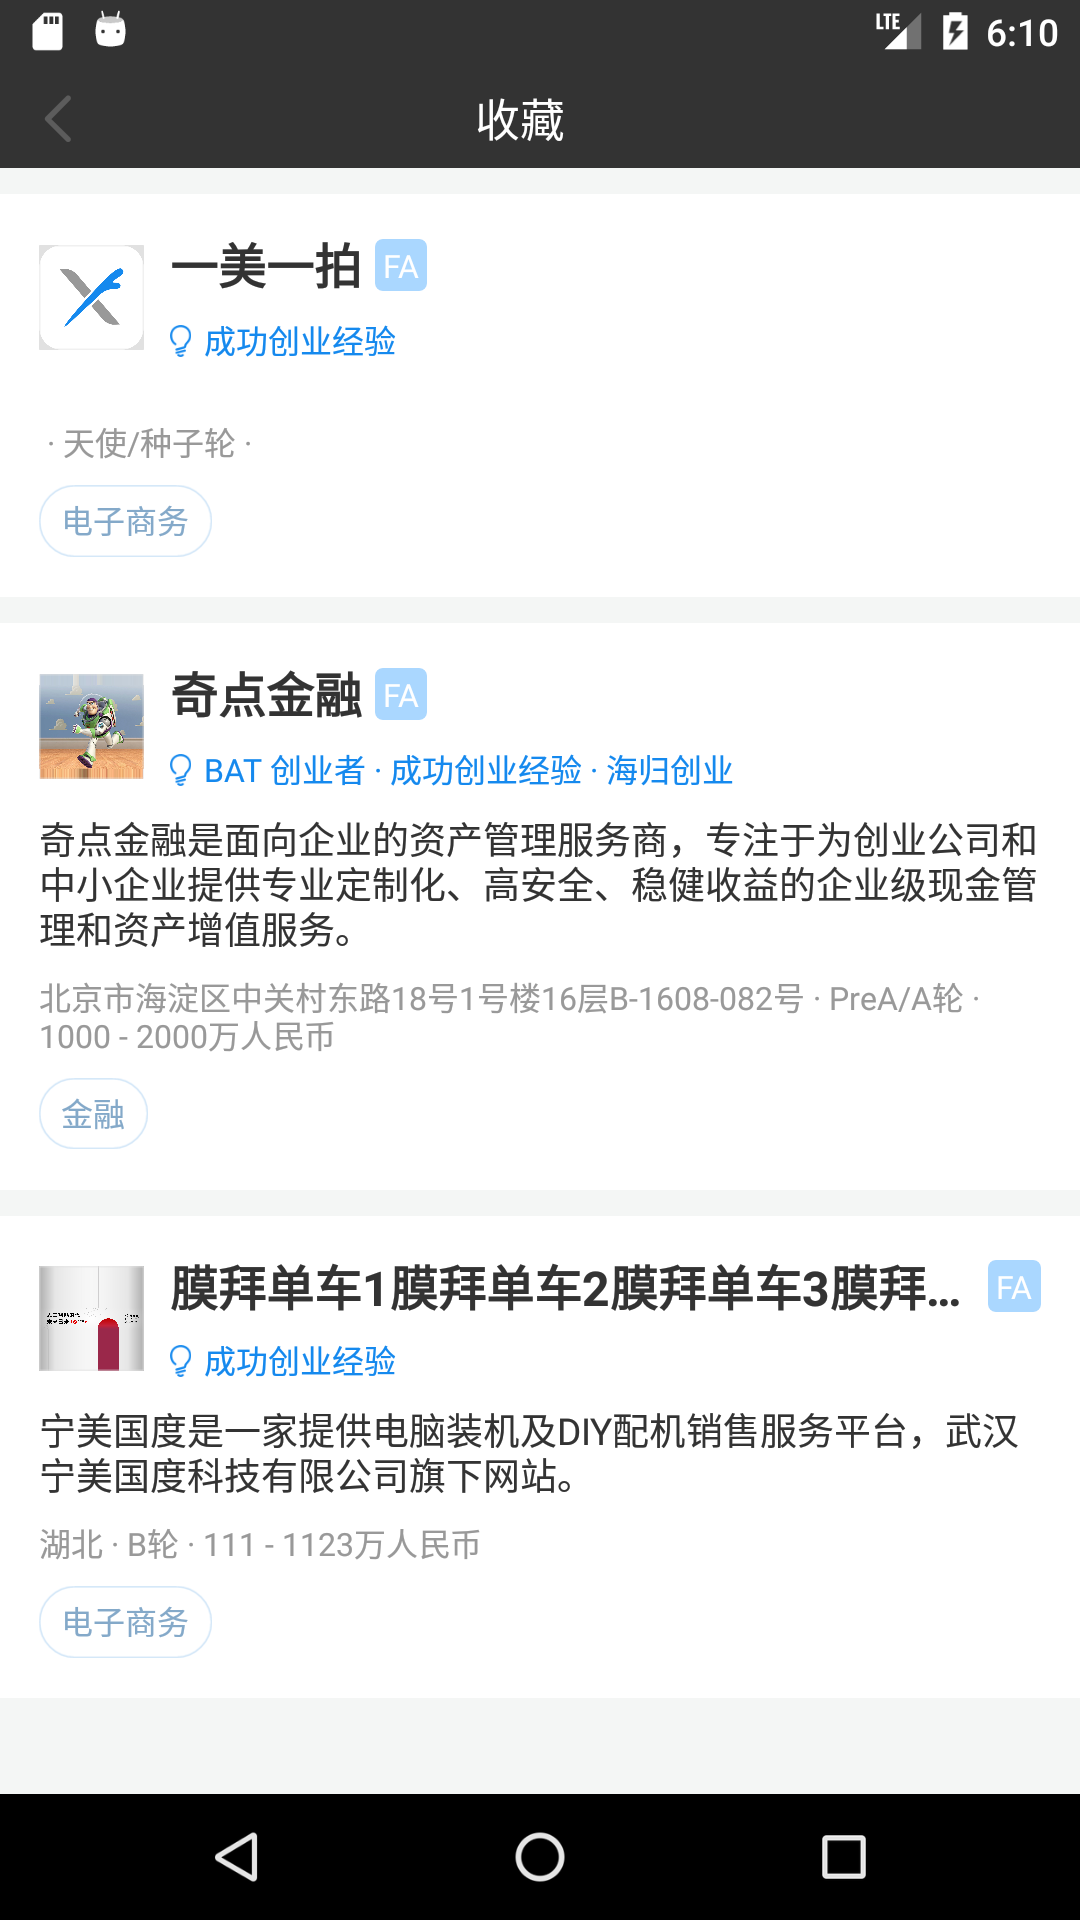 LTE 6:10
收藏
一美一拍 FA
成功创业经验
· 天使/种子轮 ·
电子商务
奇点金融 FA
BAT 创业者 · 成功创业经验 · 海归创业
奇点金融是面向企业的资产管理服务商，专注于为创业公司和
中小企业提供专业定制化、高安全、稳健收益的企业级现金管
理和资产增值服务。
北京市海淀区中关村东路18号1号楼16层B-1608-082号 · PreA/A轮 ·
1000 - 2000万人民币
金融
膜拜单车1膜拜单车2膜拜单车3膜拜... FA
成功创业经验
宁美国度是一家提供电脑装机及DIY配机销售服务平台，武汉
宁美国度科技有限公司旗下网站。
湖北 · B轮 · 111 - 1123万人民币
电子商务